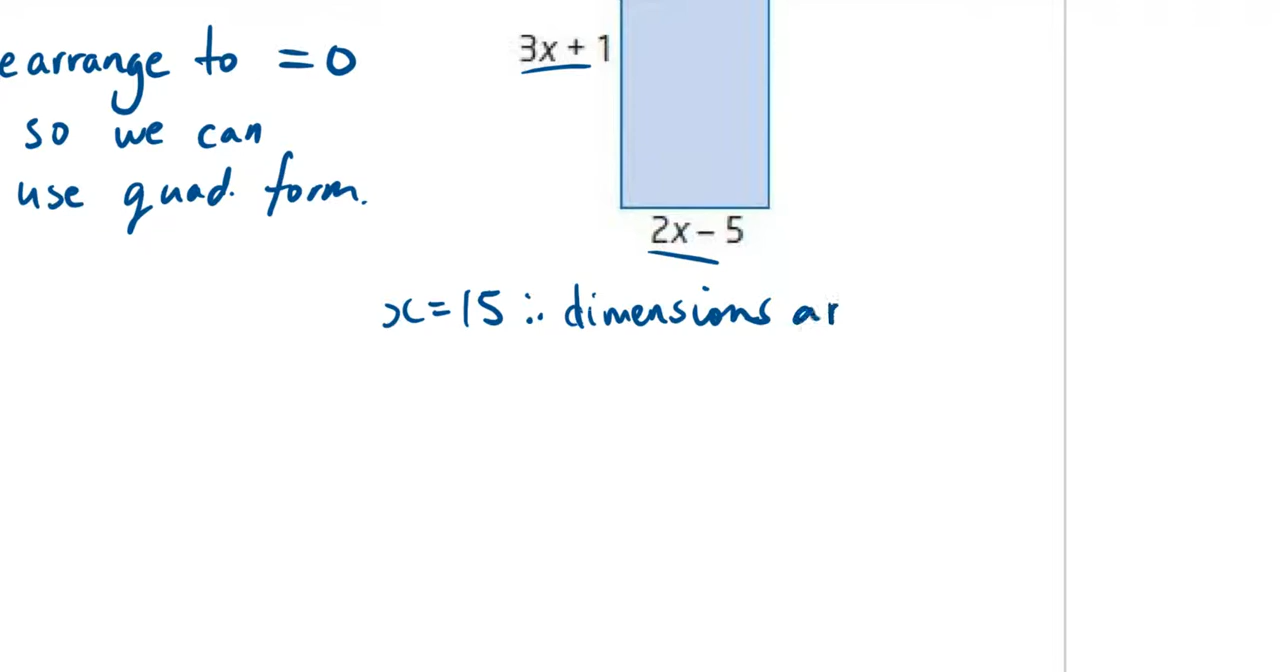 earrange to = 0
so we can
use quad. form.
3x + 1
2x – 5
x = 15 ∴ dimensions ar